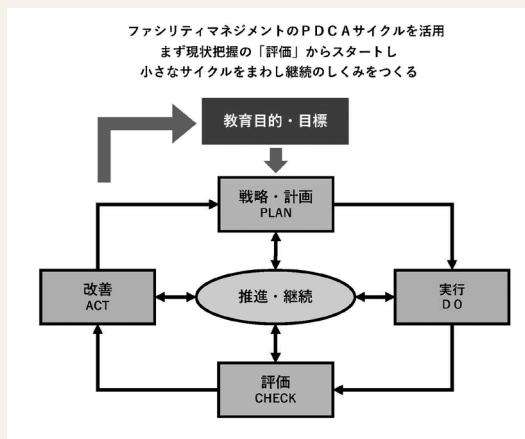 ファシリティマネジメントのＰＤＣＡサイクルを活用
まず現状把握の「評価」からスタートし
小さなサイクルをまわし継続のしくみをつくる
教育目的・目標
戦略・計画
PLAN
改善
ACT
推進・継続
実行
ＤＯ
評価
CHECK